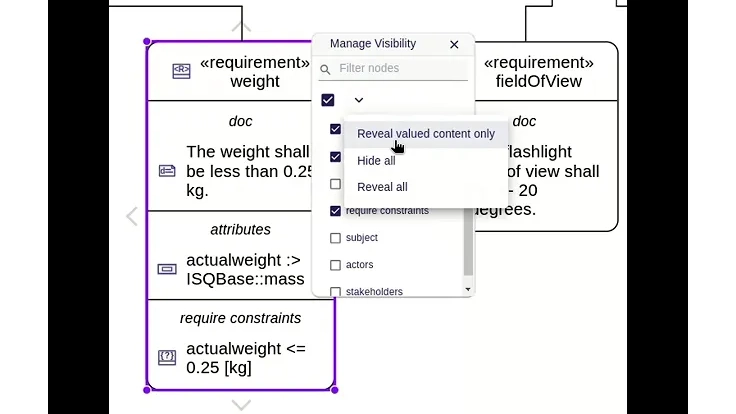 «requirement»
weight
doc
The weight shall
be less than 0.25
kg.
attributes
actualweight :>
ISQBase::mass
require constraints
actualweight <=
0.25 [kg]
Manage Visibility
Filter nodes
Reveal valued content only
Hide all
Reveal all
require constraints
subject
actors
stakeholders
«requirement»
fieldOfView
doc
flashlight
of view shall
- 20
degrees.
<R>
{?}